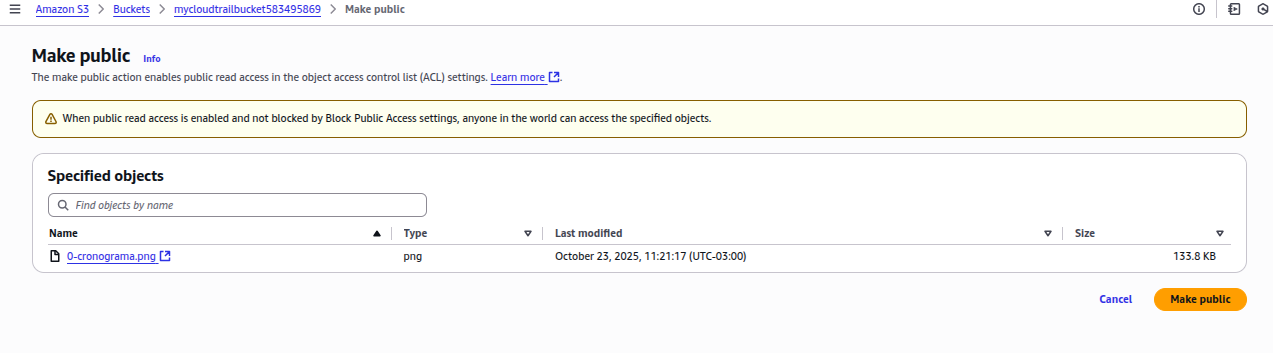 Amazon S3 > Buckets > mycloudtrailbucket583495869 > Make public
Make public Info
The make public action enables public read access in the object access control list (ACL) settings. Learn more.
When public read access is enabled and not blocked by Block Public Access settings, anyone in the world can access the specified objects.
Specified objects
Find objects by name
Name Type Last modified Size
0-cronograma.png png October 23, 2025, 11:21:17 (UTC-03:00) 133.8 KB
Cancel Make public